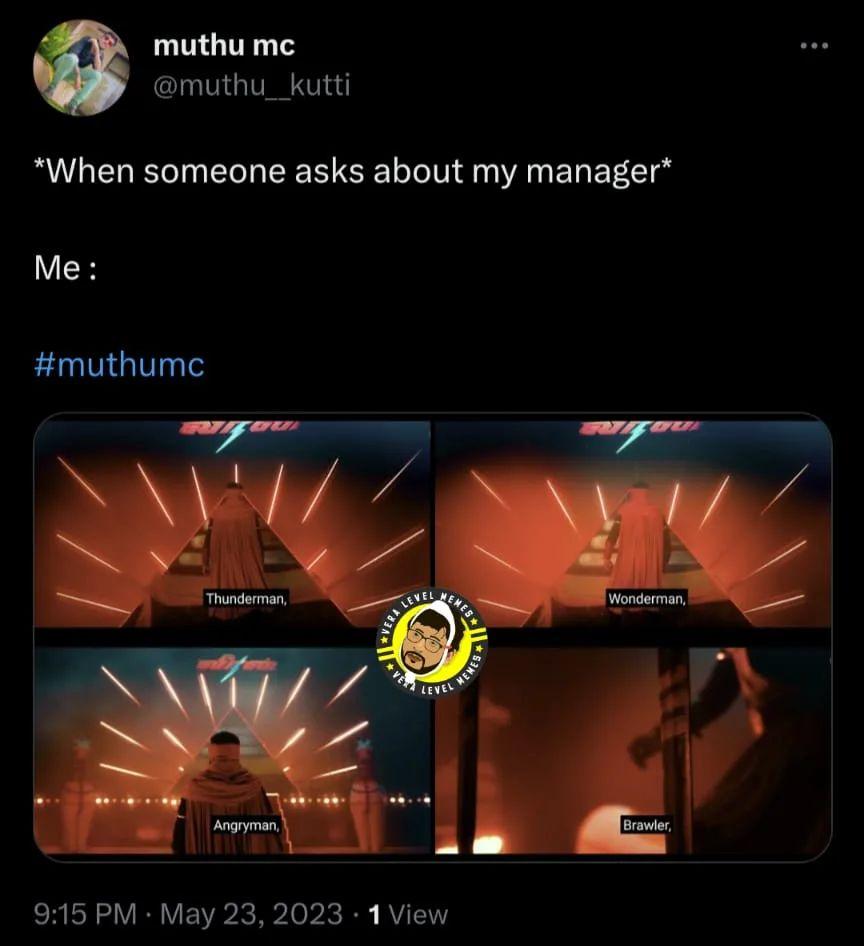 muthu mc
@muthu__kutti
*When someone asks about my manager*
Me :
#muthumc
Thunderman,
Wonderman,
VERA LEVEL MEMES
VERA LEVEL MEMES
Angryman,
Brawler,
9:15 PM · May 23, 2023 · 1 View